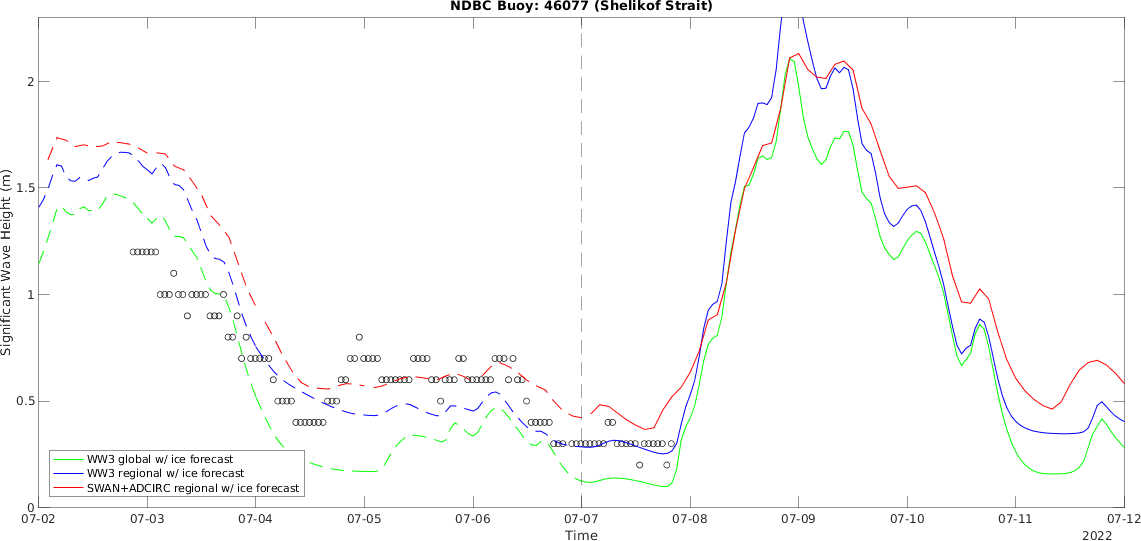 NDBC Buoy: 46077 (Shelikof Strait)
Significant Wave Height (m)
2
1.5
1
0.5
0
WW3 global w/ ice forecast
WW3 regional w/ ice forecast
SWAN+ADCIRC regional w/ ice forecast
07-02 07-03 07-04 07-05 07-06 07-07 07-08 07-09 07-10 07-11 07-12
Time 2022